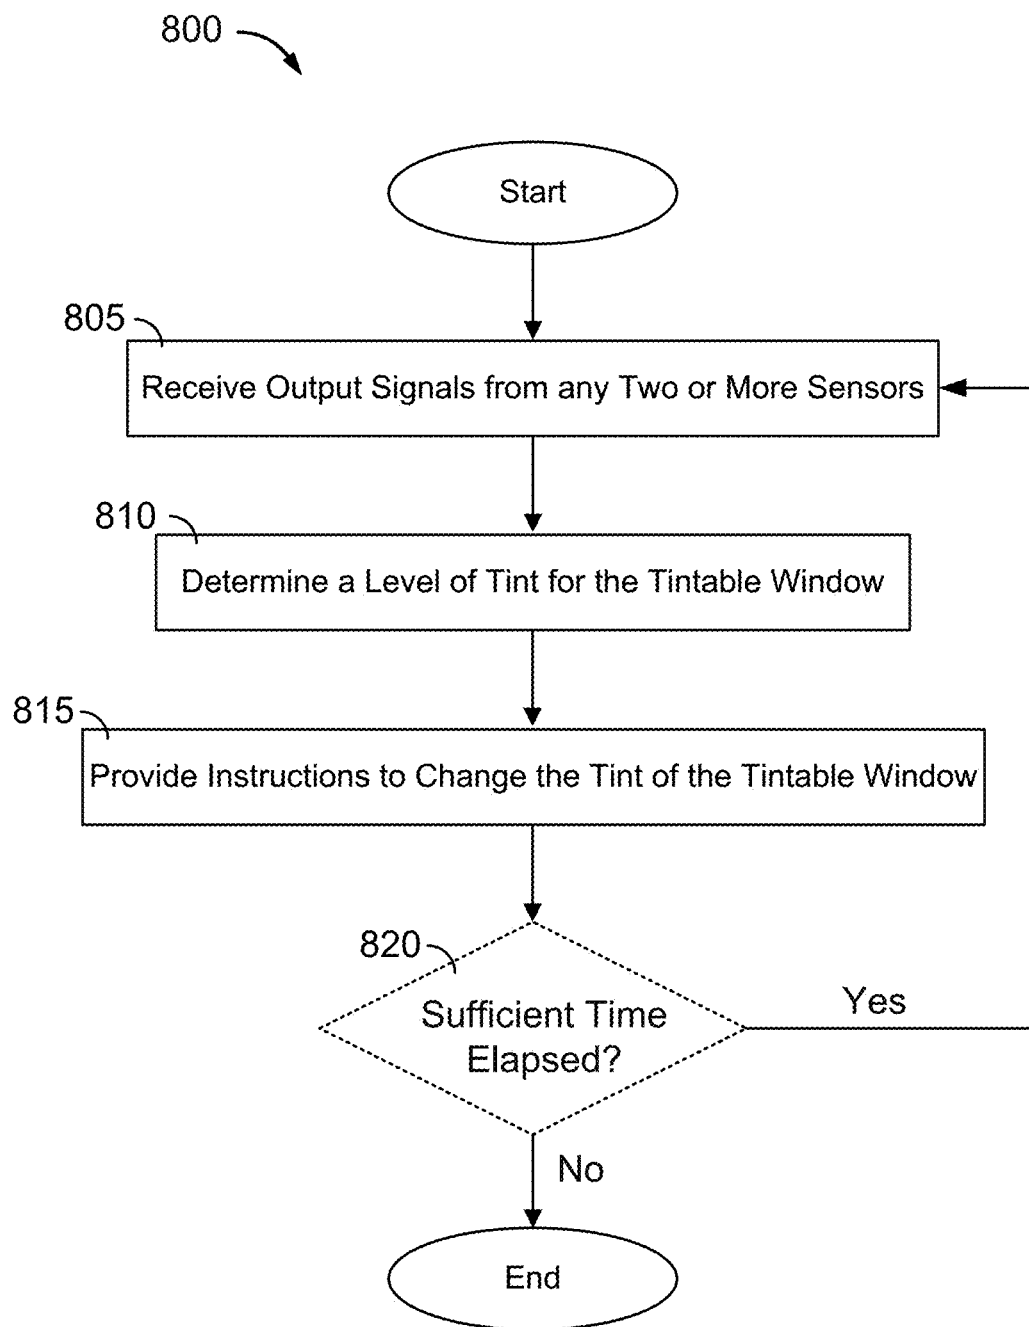 800
Start
805
Receive Output Signals from any Two or More Sensors
810
Determine a Level of Tint for the Tintable Window
815
Provide Instructions to Change the Tint of the Tintable Window
820
Sufficient Time
Elapsed?
Yes
No
End